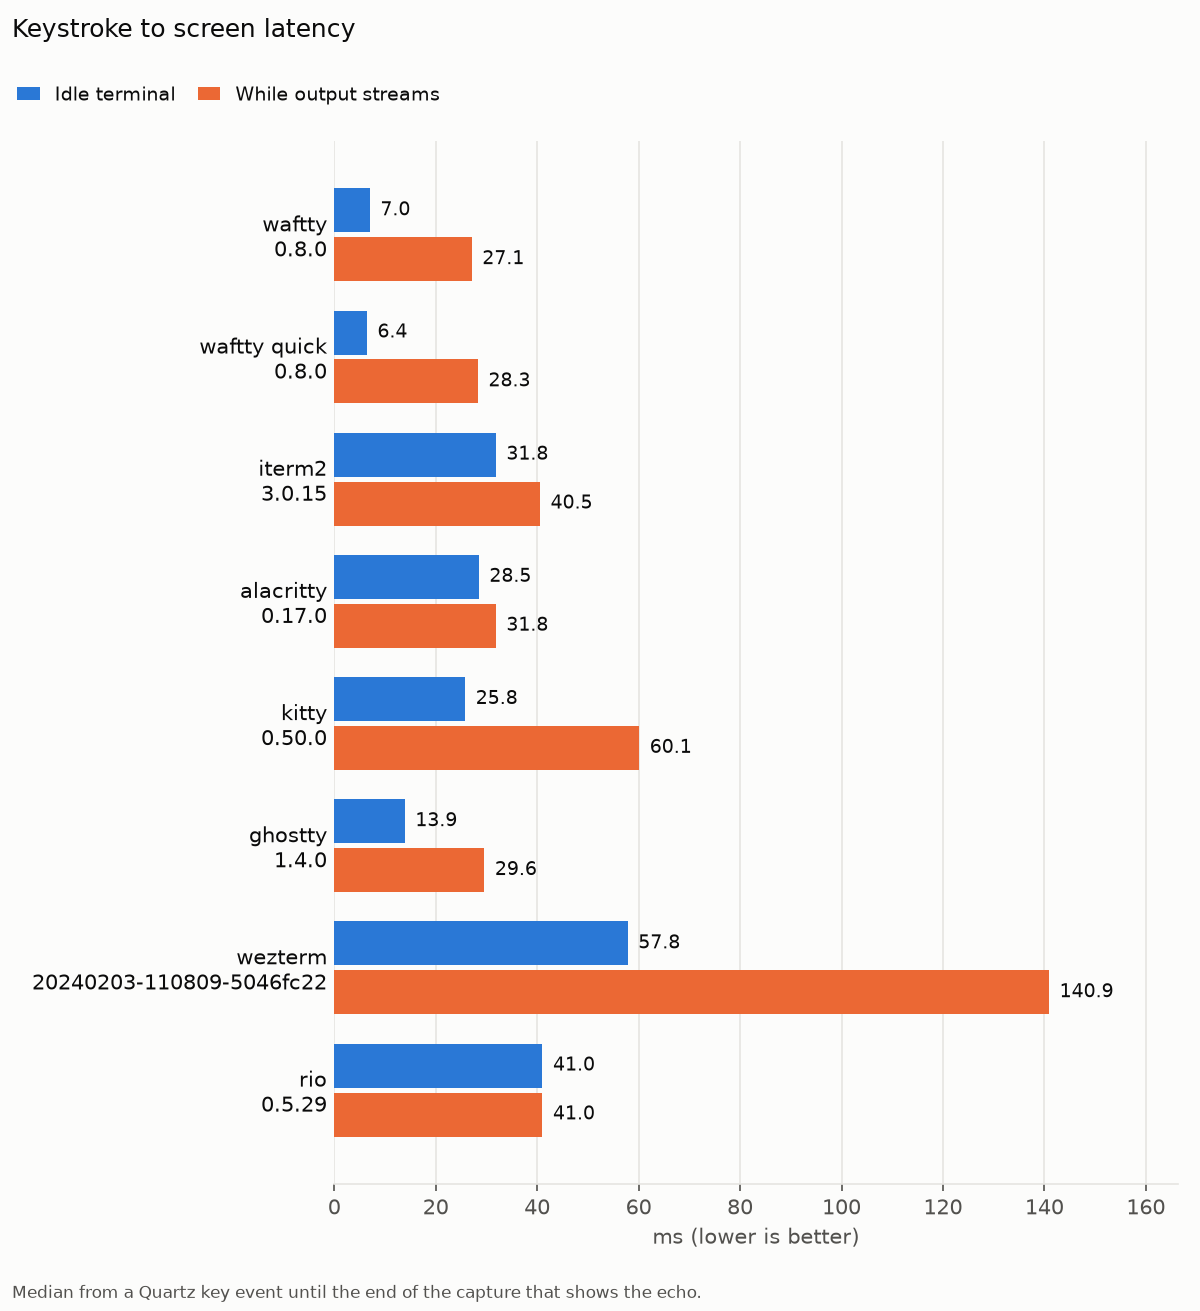 Keystroke to screen latency
Idle terminal While output streams
waftty
0.8.0
7.0
27.1
waftty quick
0.8.0
6.4
28.3
iterm2
3.0.15
31.8
40.5
alacritty
0.17.0
28.5
31.8
kitty
0.50.0
25.8
60.1
ghostty
1.4.0
13.9
29.6
wezterm
20240203-110809-5046fc22
57.8
140.9
rio
0.5.29
41.0
41.0
0 20 40 60 80 100 120 140 160
ms (lower is better)
Median from a Quartz key event until the end of the capture that shows the echo.